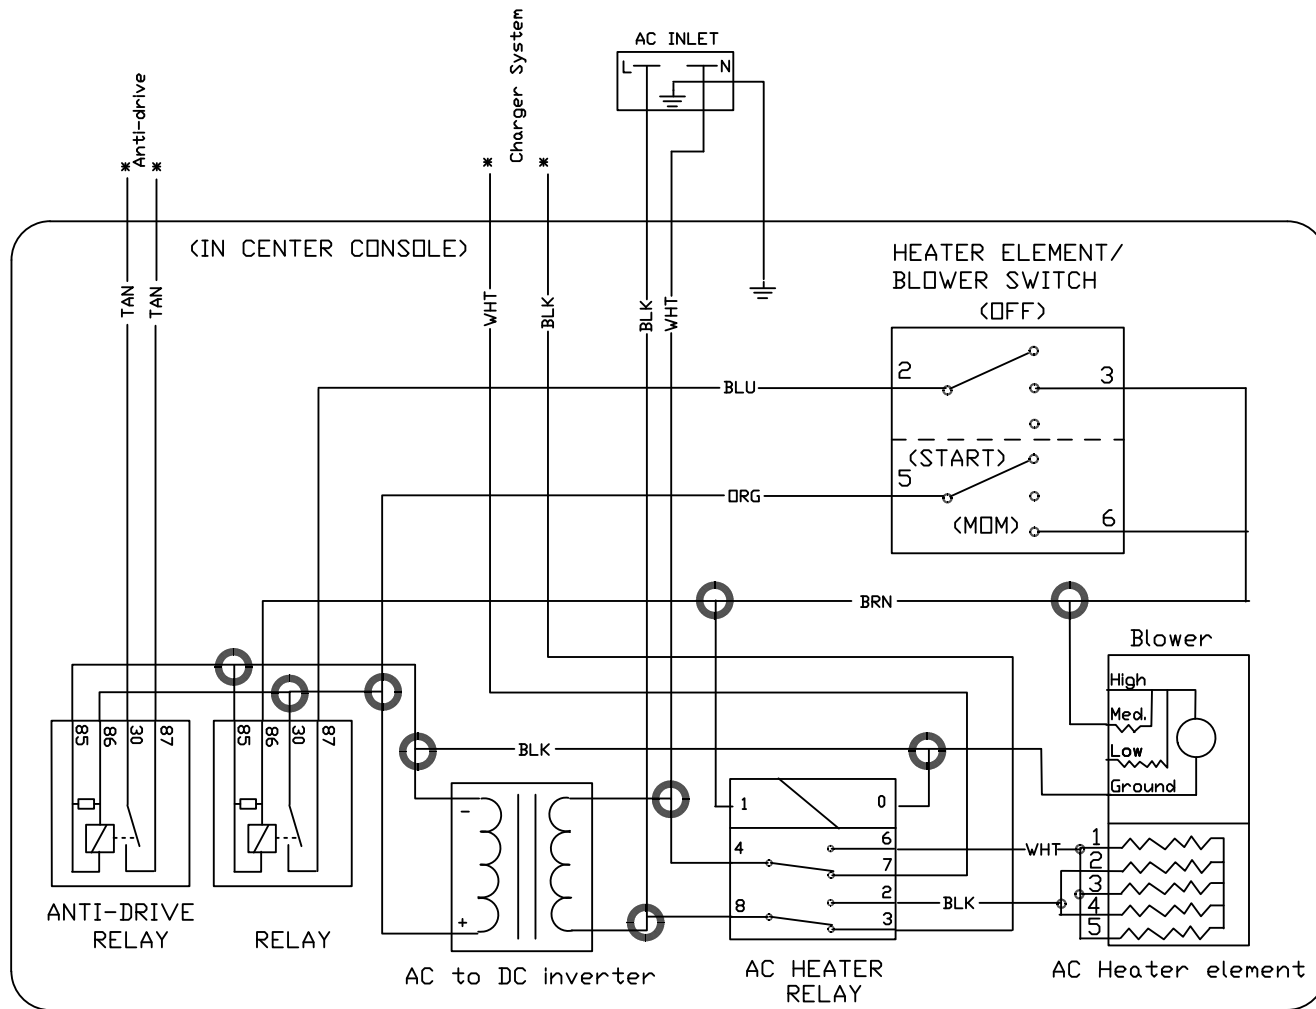 Anti-drive
*
*
Charger System
*
*
AC INLET
L
N
(IN CENTER CONSOLE)
TAN
TAN
WHT
BLK
BLK
WHT
HEATER ELEMENT/
BLOWER SWITCH
(OFF)
2
3
BLU
(START)
5
ORG
(MOM)
6
BRN
Blower
High
Med.
Low
Ground
85
86
30
87
85
86
30
87
BLK
-
+
1
0
4
6
7
8
2
3
WHT
BLK
1
2
3
4
5
ANTI-DRIVE
RELAY
RELAY
AC to DC inverter
AC HEATER
RELAY
AC Heater element